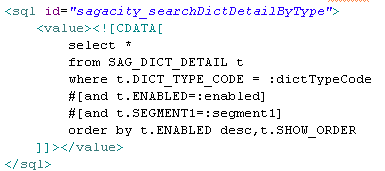 <sql id="sagacity_searchDictDetailByType">
<value><![CDATA[
select *
from SAG_DICT_DETAIL t
where t.DICT_TYPE_CODE = :dictTypeCode
#[and t.ENABLED=:enabled]
#[and t.SEGMENT1=:segment1]
order by t.ENABLED desc,t.SHOW_ORDER
]]></value>
</sql>